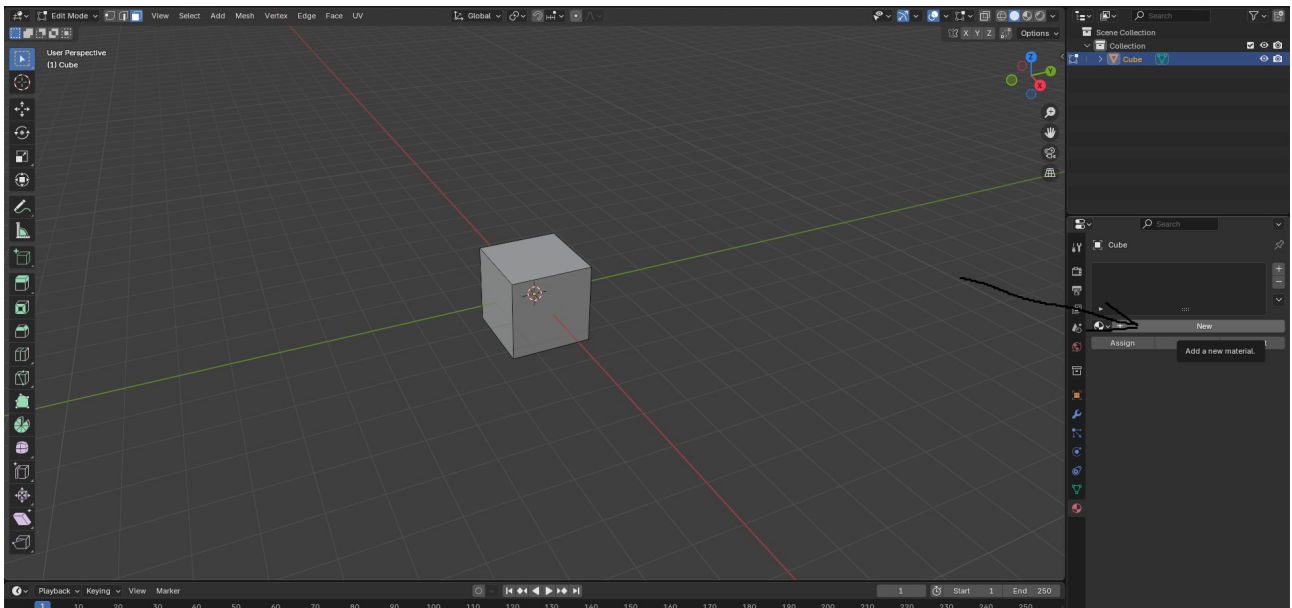 Edit Mode View Select Add Mesh Vertex Edge Face UV Global Search
X Y Z Options
User Perspective
(1) Cube
Z
Y
X
Scene Collection
Collection
Cube
Search
Cube
New
Assign
Add a new material.
Playback Keying View Marker 1 Start 1 End 250
1 10 20 30 40 50 60 70 80 90 100 110 120 130 140 150 160 170 180 190 200 210 220 230 240 250